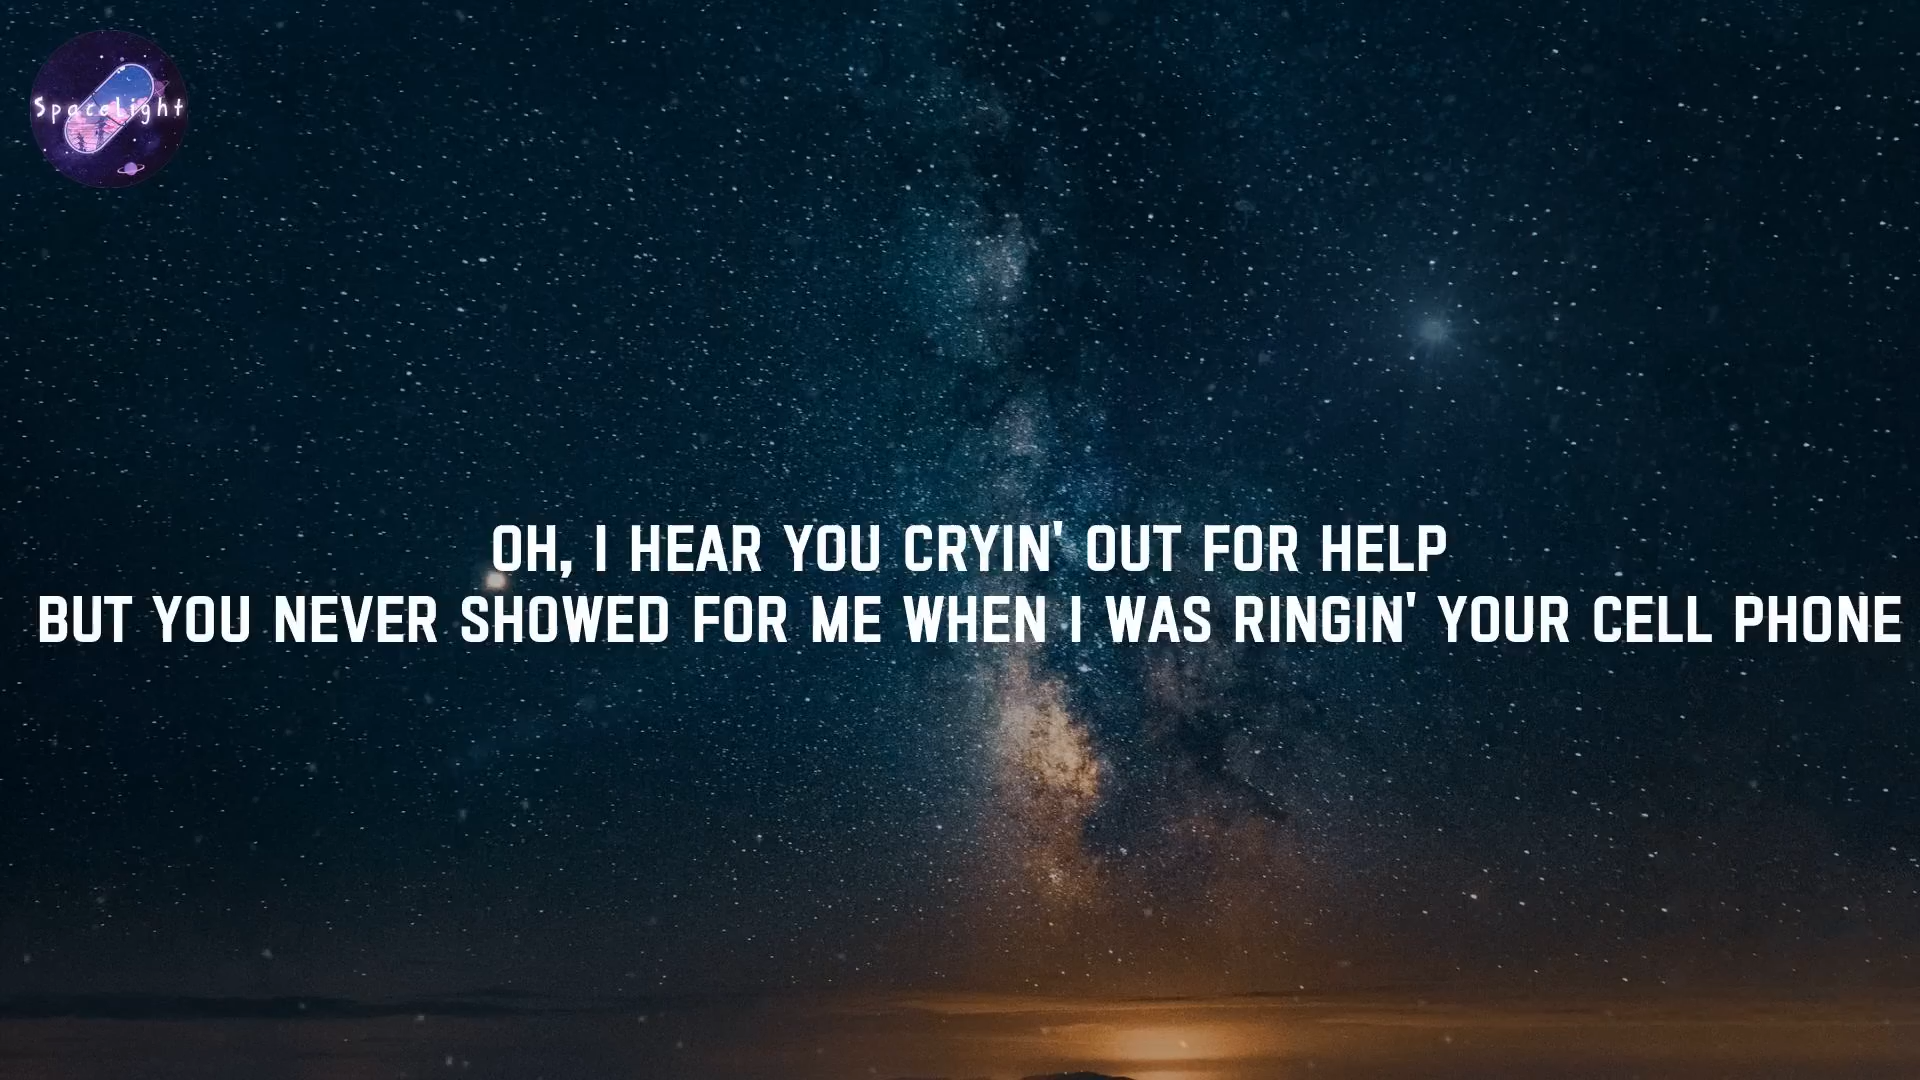 SpaceLight
OH, I HEAR YOU CRYIN' OUT FOR HELP
BUT YOU NEVER SHOWED FOR ME WHEN I WAS RINGIN' YOUR CELL PHONE